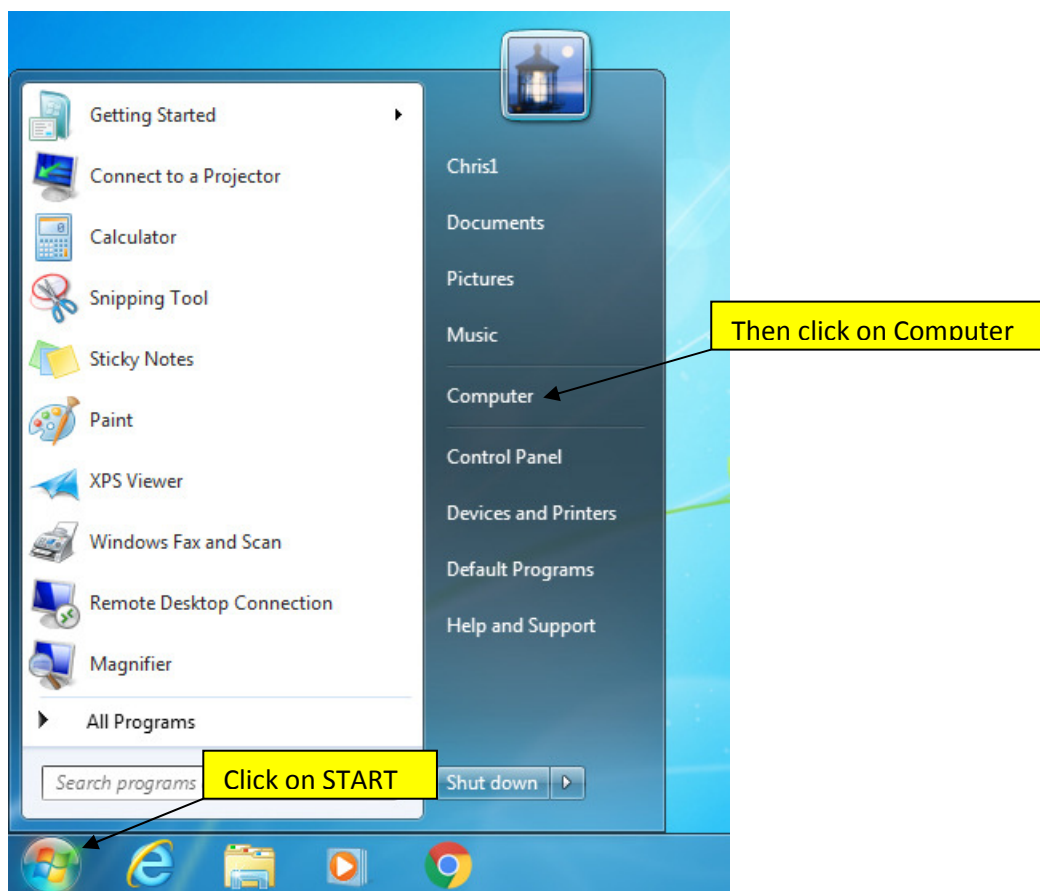 Getting Started
Connect to a Projector
Calculator
Snipping Tool
Sticky Notes
Paint
XPS Viewer
Windows Fax and Scan
Remote Desktop Connection
Magnifier
All Programs
Search programs
Click on START
Chris1
Documents
Pictures
Music
Computer
Control Panel
Devices and Printers
Default Programs
Help and Support
Shut down
Then click on Computer